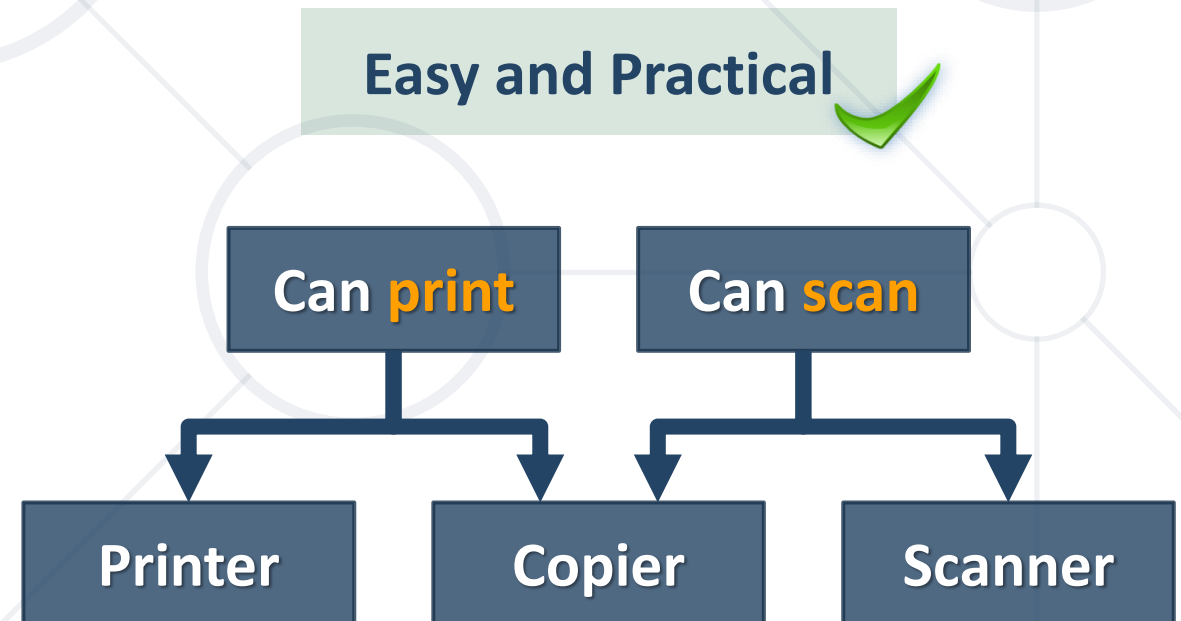 Easy and Practical
Can print
Can scan
Printer
Copier
Scanner